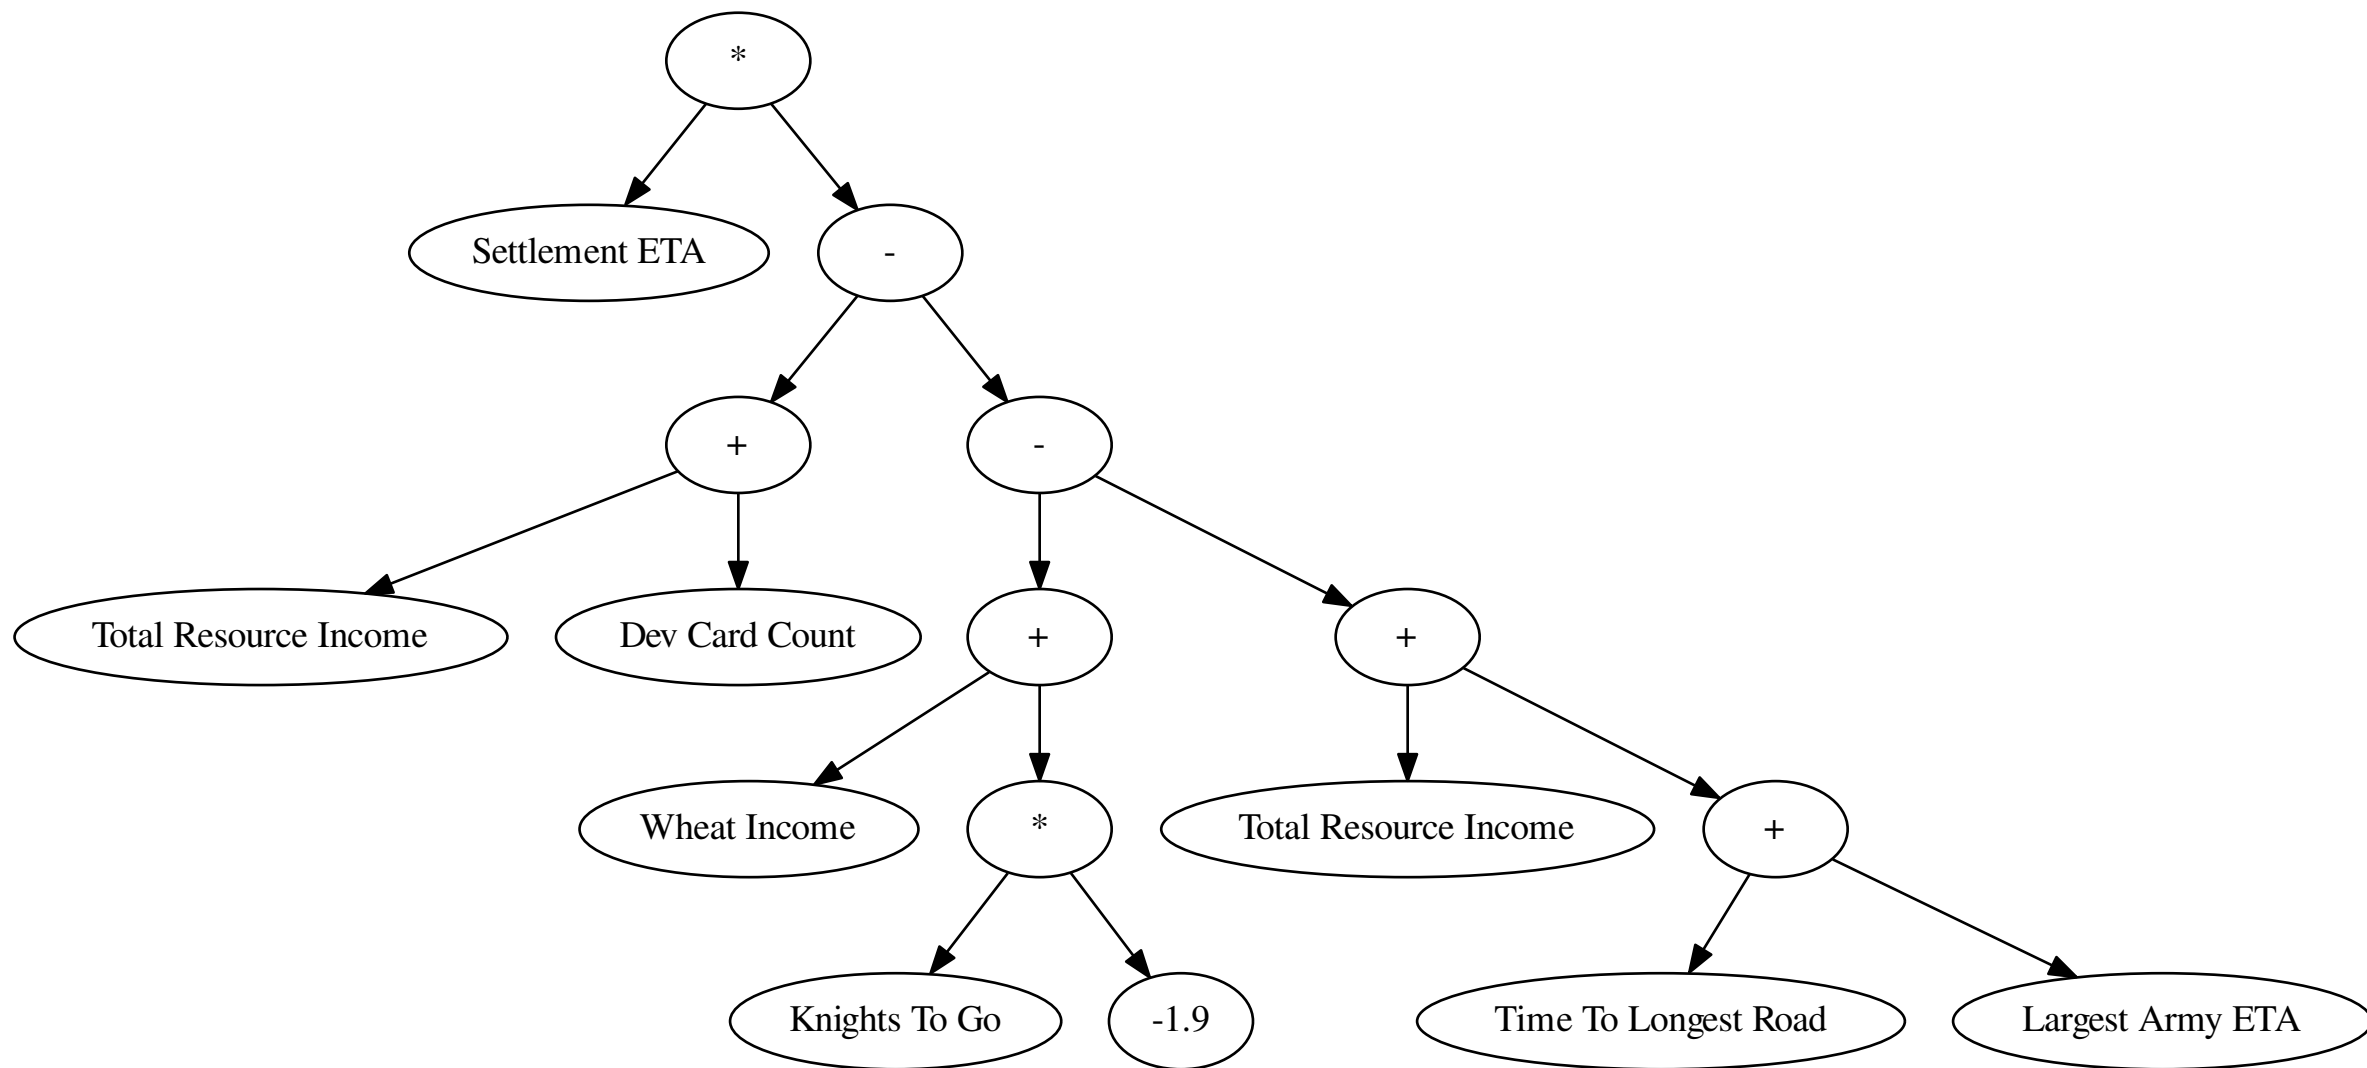 *
Settlement ETA
-
+
-
Total Resource Income
Dev Card Count
+
+
Wheat Income
*
Total Resource Income
+
Knights To Go
-1.9
Time To Longest Road
Largest Army ETA